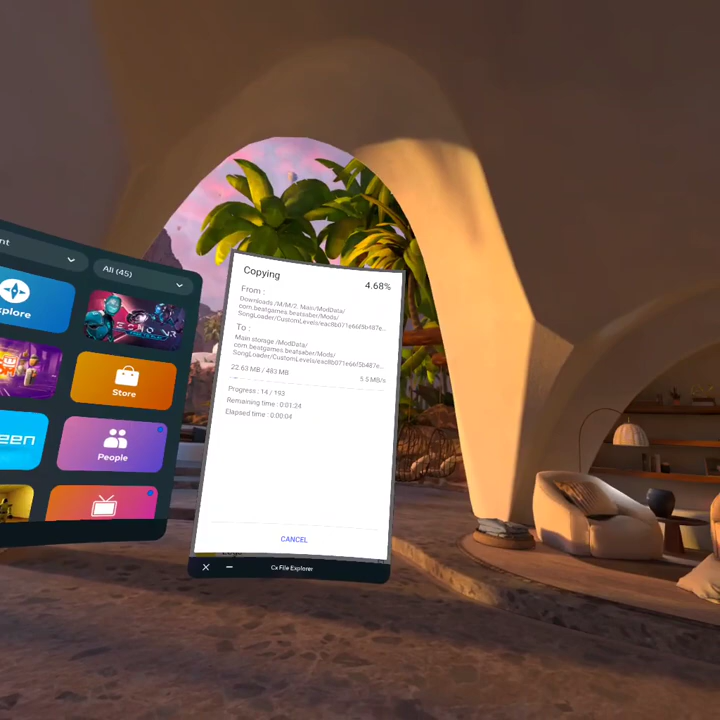 nt
All (45)
xplore
ECHO VR
Store
een
People
Copying
4.68%
From :
Downloads /M/M/2. Main/ModData/
com.beatgames.beatsaber/Mods/
SongLoader/CustomLevels/eac8b071e66f5b487e...
To :
Main storage /ModData/
com.beatgames.beatsaber/Mods/
SongLoader/CustomLevels/eac8b071e66f5b487e...
22.63 MB / 483 MB
5.5 MB/s
Progress : 14 / 193
Remaining time : 0:01:24
Elapsed time : 0:00:04
CANCEL
Cx File Explorer